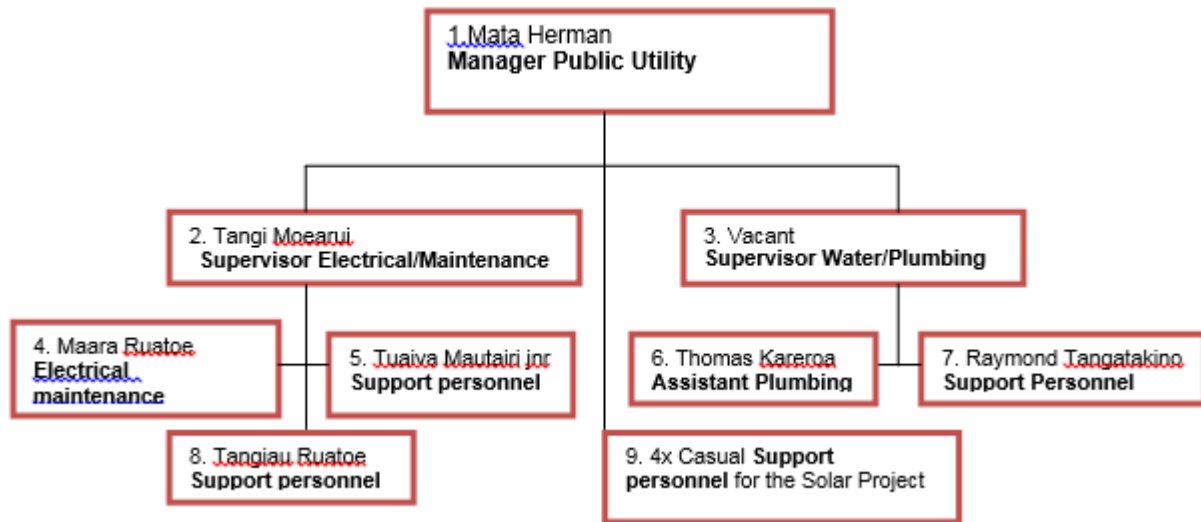 1.Mata Herman
Manager Public Utility
2. Tangi Moearui
Supervisor Electrical/Maintenance
3. Vacant
Supervisor Water/Plumbing
4. Maara Ruatoe
Electrical
maintenance
5. Tuaiva Mautairi jnr
Support personnel
6. Thomas Kareroa
Assistant Plumbing
7. Raymond Tangatakino
Support Personnel
8. Tangiau Ruatoe
Support personnel
9. 4x Casual Support
personnel for the Solar Project